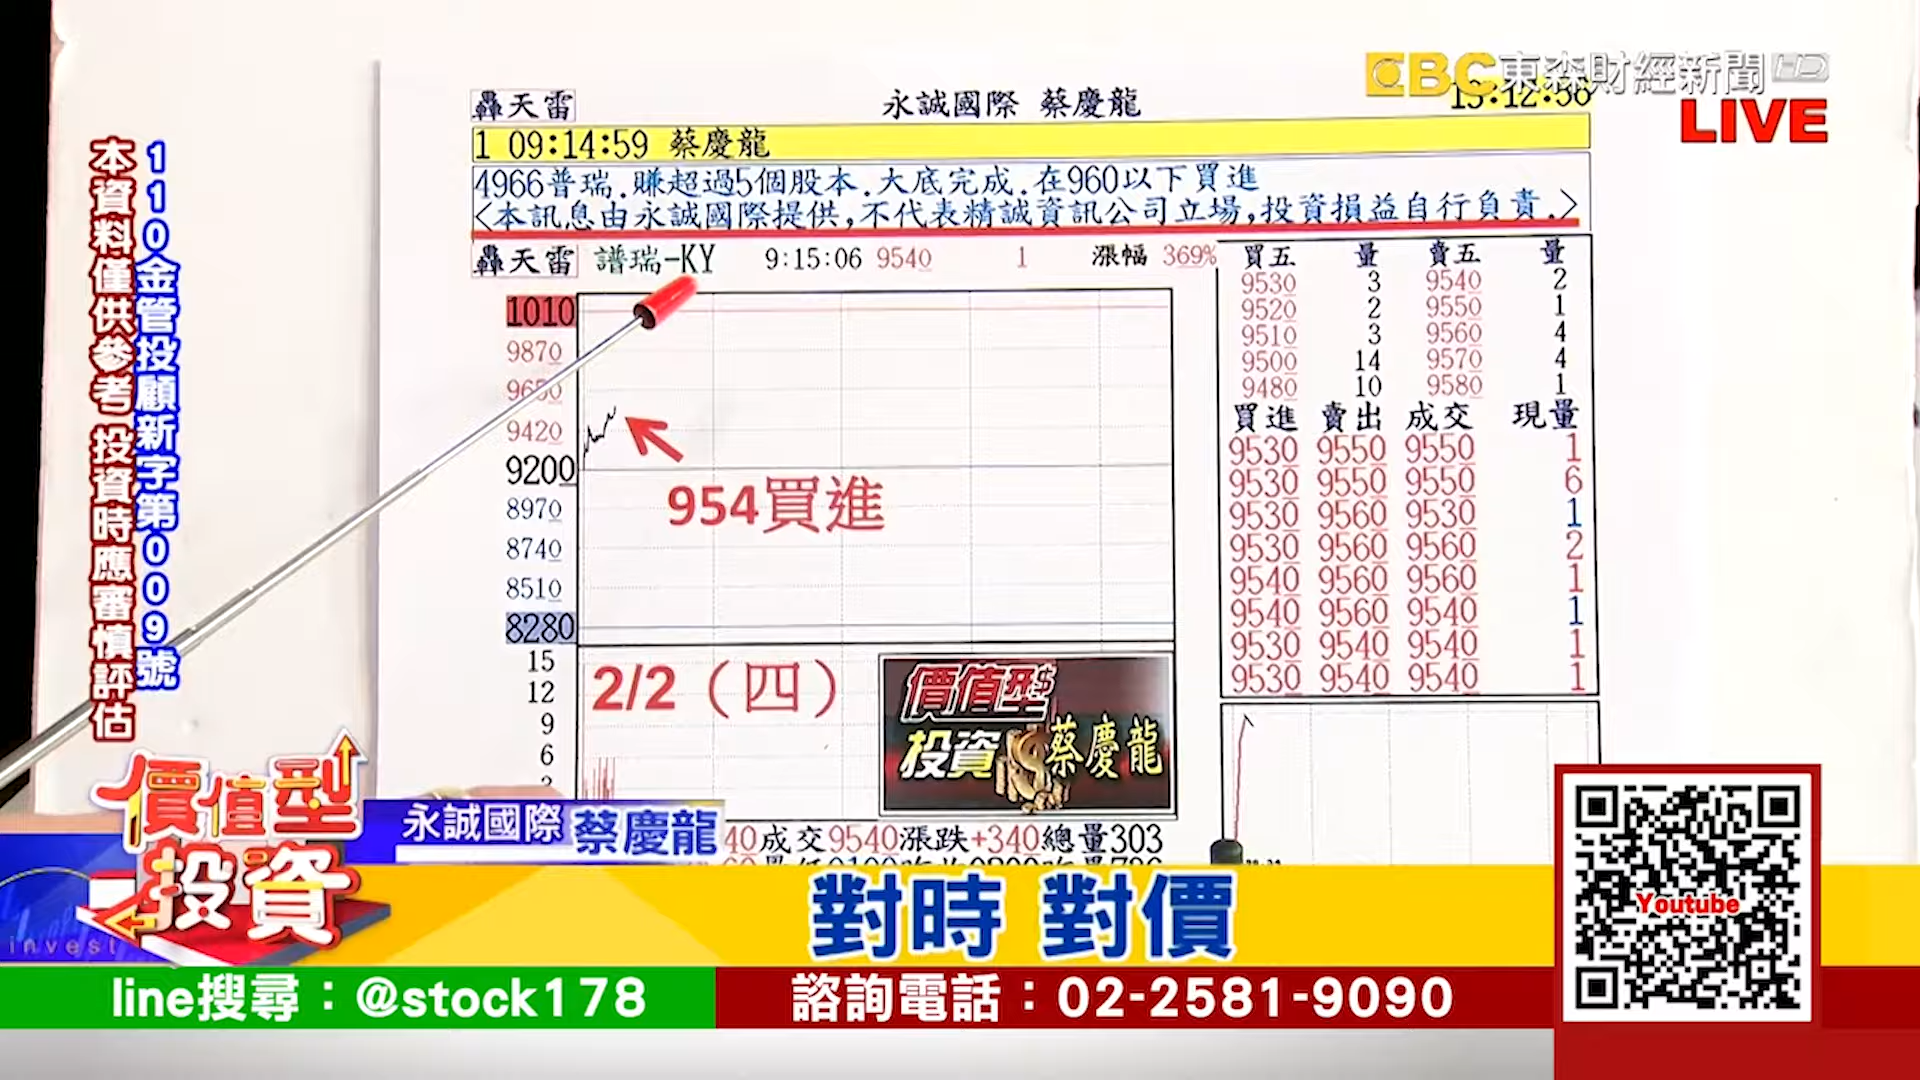 EBC東森財經新聞HD
LIVE
110金管投顧新字第009號
本資料僅供參考 投資時應審慎評估
轟天雷 永誠國際 蔡慶龍 13:12:56
1 09:14:59 蔡慶龍
4966普瑞.賺超過5個股本.大底完成.在960以下買進
<本訊息由永誠國際提供,不代表精誠資訊公司立場,投資損益自行負責.>
轟天雷 譜瑞-KY 9:15:06 9540 1 漲幅 369%
買五 量 賣五 量
9530 3 9540 2
9520 2 9550 1
9510 3 9560 4
9500 14 9570 4
9480 10 9580 1
買進 賣出 成交 現量
9530 9550 9550 1
9530 9550 9550 6
9530 9560 9530 1
9530 9560 9560 2
9540 9560 9560 1
9540 9560 9540 1
9530 9540 9540 1
9530 9540 9540 1
1010
9870
9650
9420
9200
8970
8740
8510
8280
15
12
9
6
954買進
2/2（四）
價值型
投資 蔡慶龍
40成交9540漲跌+340總量303
價值型
投資
invest
永誠國際 蔡慶龍
對時 對價
line搜尋：@stock178
諮詢電話：02-2581-9090
Youtube